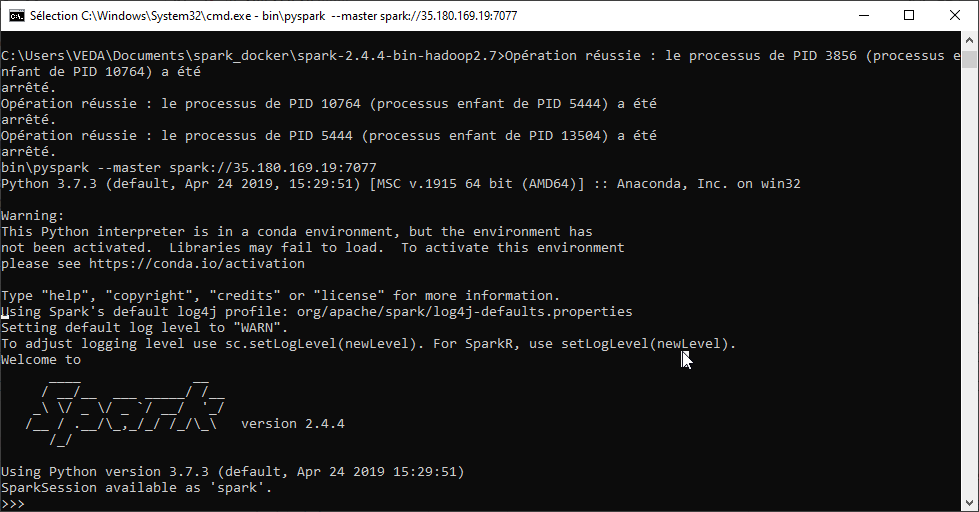 Sélection C:\Windows\System32\cmd.exe - bin\pyspark  --master spark://35.180.169.19:7077
C:\Users\VEDA\Documents\spark_docker\spark-2.4.4-bin-hadoop2.7>Opération réussie : le processus de PID 3856 (processus e
nfant de PID 10764) a été
arrêté.
Opération réussie : le processus de PID 10764 (processus enfant de PID 5444) a été
arrêté.
Opération réussie : le processus de PID 5444 (processus enfant de PID 13504) a été
arrêté.
bin\pyspark --master spark://35.180.169.19:7077
Python 3.7.3 (default, Apr 24 2019, 15:29:51) [MSC v.1915 64 bit (AMD64)] :: Anaconda, Inc. on win32
Warning:
This Python interpreter is in a conda environment, but the environment has
not been activated.  Libraries may fail to load.  To activate this environment
please see https://conda.io/activation
Type "help", "copyright", "credits" or "license" for more information.
Using Spark's default log4j profile: org/apache/spark/log4j-defaults.properties
Setting default log level to "WARN".
To adjust logging level use sc.setLogLevel(newLevel). For SparkR, use setLogLevel(newLevel).
Welcome to
      ____              __
     / __/__  ___ _____/ /__
    _\ \/ _ \/ _ `/ __/  '_/
   /__ / .__/\_,_/_/ /_/\_\   version 2.4.4
      /_/
Using Python version 3.7.3 (default, Apr 24 2019 15:29:51)
SparkSession available as 'spark'.
>>>